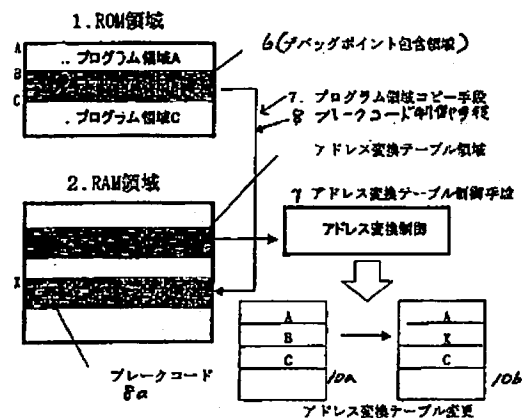 1.ROM領域
A
..プログラム領域A
B
C
.プログラム領域C
6(デバッグポイント包含領域)
7. プログラム領域コピー手段
8 ブレークコード制御手段
アドレス変換テーブル領域
2.RAM領域
X
9 アドレス変換テーブル制御手段
アドレス変換制御
A
B
C
10a
A
X
C
10b
ブレークコード
8a
アドレス変換テーブル変更